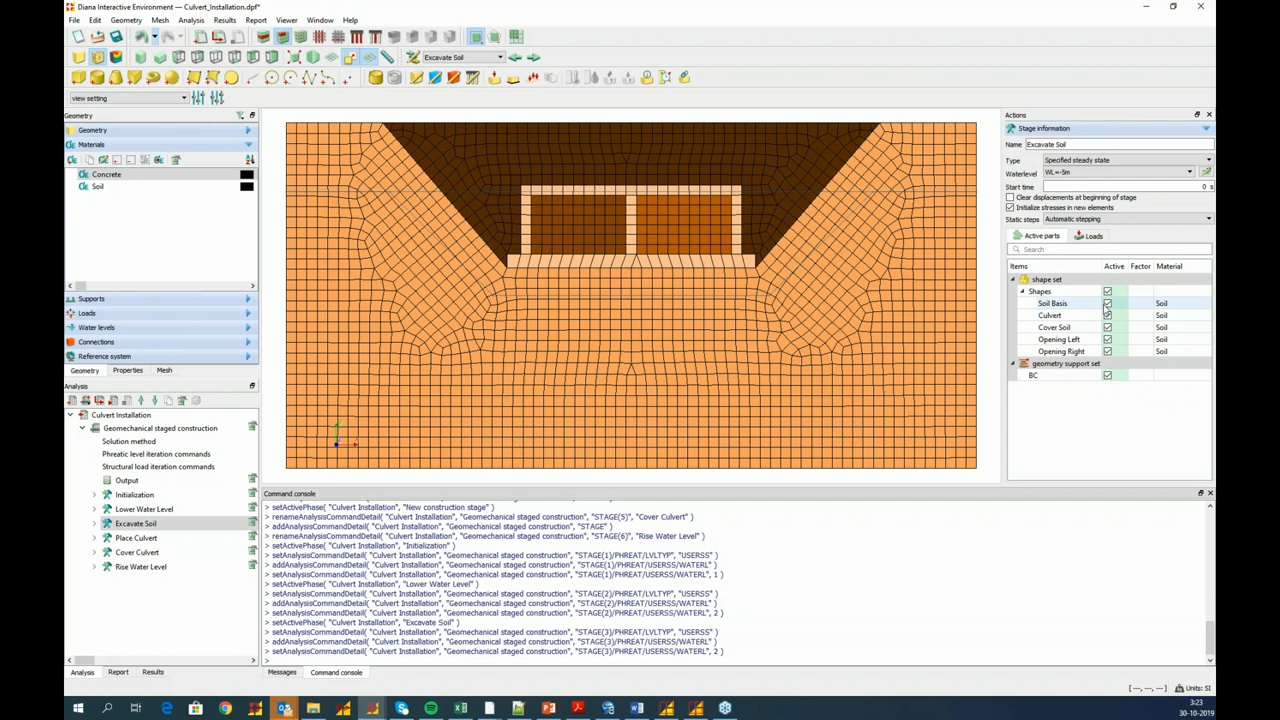 Diana Interactive Environment — Culvert_Installation.dpf*
File Edit Geometry Mesh Analysis Results Report Viewer Window Help
Excavate Soil
view setting
Geometry
Geometry
Materials
Concrete
Soil
Supports
Loads
Water levels
Connections
Reference system
Geometry Properties Mesh
Analysis
Culvert Installation
Geomechanical staged construction
Solution method
Phreatic level iteration commands
Structural load iteration commands
Output
Initialization
Lower Water Level
Excavate Soil
Place Culvert
Cover Culvert
Rise Water Level
Analysis Report Results
Command console
setActivePhase( "Culvert Installation", "New construction stage" )
> renameAnalysisCommandDetail( "Culvert Installation", "Geomechanical staged construction", "STAGE(5)", "Cover Culvert" )
> addAnalysisCommandDetail( "Culvert Installation", "Geomechanical staged construction", "STAGE" )
> renameAnalysisCommandDetail( "Culvert Installation", "Geomechanical staged construction", "STAGE(6)", "Rise Water Level" )
> setActivePhase( "Culvert Installation", "Initialization" )
> setAnalysisCommandDetail( "Culvert Installation", "Geomechanical staged construction", "STAGE(1)/PHREAT/LVLTYP", "USERSS" )
> addAnalysisCommandDetail( "Culvert Installation", "Geomechanical staged construction", "STAGE(1)/PHREAT/USERSS/WATERL" )
> setAnalysisCommandDetail( "Culvert Installation", "Geomechanical staged construction", "STAGE(1)/PHREAT/USERSS/WATERL", 1 )
> setActivePhase( "Culvert Installation", "Lower Water Level" )
> setAnalysisCommandDetail( "Culvert Installation", "Geomechanical staged construction", "STAGE(2)/PHREAT/LVLTYP", "USERSS" )
> addAnalysisCommandDetail( "Culvert Installation", "Geomechanical staged construction", "STAGE(2)/PHREAT/USERSS/WATERL" )
> setAnalysisCommandDetail( "Culvert Installation", "Geomechanical staged construction", "STAGE(2)/PHREAT/USERSS/WATERL", 2 )
> setActivePhase( "Culvert Installation", "Excavate Soil" )
> setAnalysisCommandDetail( "Culvert Installation", "Geomechanical staged construction", "STAGE(3)/PHREAT/LVLTYP", "USERSS" )
> addAnalysisCommandDetail( "Culvert Installation", "Geomechanical staged construction", "STAGE(3)/PHREAT/USERSS/WATERL" )
> setAnalysisCommandDetail( "Culvert Installation", "Geomechanical staged construction", "STAGE(3)/PHREAT/USERSS/WATERL", 2 )
>
Messages Command console
Actions
Stage information
Name Excavate Soil
Type Specified steady state
Waterlevel WL=-5m
Start time 0 s
Clear displacements at beginning of stage
Initialize stresses in new elements
Static steps Automatic stepping
Active parts Loads
Search
Items Active Factor Material
shape set
Shapes
Soil Basis Soil
Culvert Soil
Cover Soil Soil
Opening Left Soil
Opening Right Soil
geometry support set
BC
[ ---, ---, --- ] Units: SI
3:23
30-10-2019